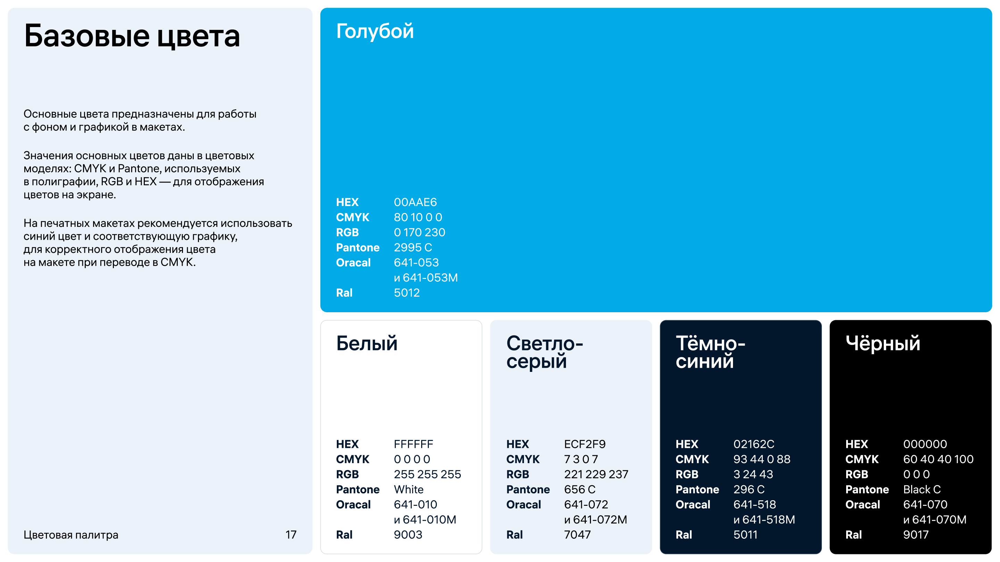 Базовые цвета
Основные цвета предназначены для работы
с фоном и графикой в макетах.
Значения основных цветов даны в цветовых
моделях: CMYK и Pantone, используемых
в полиграфии, RGB и HEX — для отображения
цветов на экране.
На печатных макетах рекомендуется использовать
синий цвет и соответствующую графику,
для корректного отображения цвета
на макете при переводе в CMYK.
Цветовая палитра 17
Голубой
HEX 00AAE6
CMYK 80 10 0 0
RGB 0 170 230
Pantone 2995 C
Oracal 641-053
и 641-053M
Ral 5012
Белый
HEX FFFFFF
CMYK 0 0 0 0
RGB 255 255 255
Pantone White
Oracal 641-010
и 641-010M
Ral 9003
Светло-
серый
HEX ECF2F9
CMYK 7 3 0 7
RGB 221 229 237
Pantone 656 C
Oracal 641-072
и 641-072M
Ral 7047
Тёмно-
синий
HEX 02162C
CMYK 93 44 0 88
RGB 3 24 43
Pantone 296 C
Oracal 641-518
и 641-518M
Ral 5011
Чёрный
HEX 000000
CMYK 60 40 40 100
RGB 0 0 0
Pantone Black C
Oracal 641-070
и 641-070M
Ral 9017